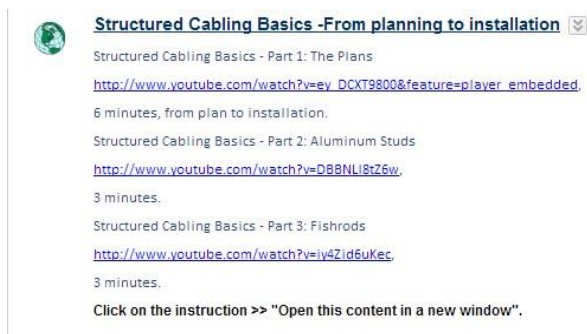 Structured Cabling Basics -From planning to installation
Structured Cabling Basics - Part 1: The Plans
http://www.youtube.com/watch?v=ey_DCXT9800&feature=player_embedded,
6 minutes, from plan to installation.
Structured Cabling Basics - Part 2: Aluminum Studs
http://www.youtube.com/watch?v=DBBNLI8tZ6w,
3 minutes.
Structured Cabling Basics - Part 3: Fishrods
http://www.youtube.com/watch?v=iy4Zid6uKec,
3 minutes.
Click on the instruction >> "Open this content in a new window".